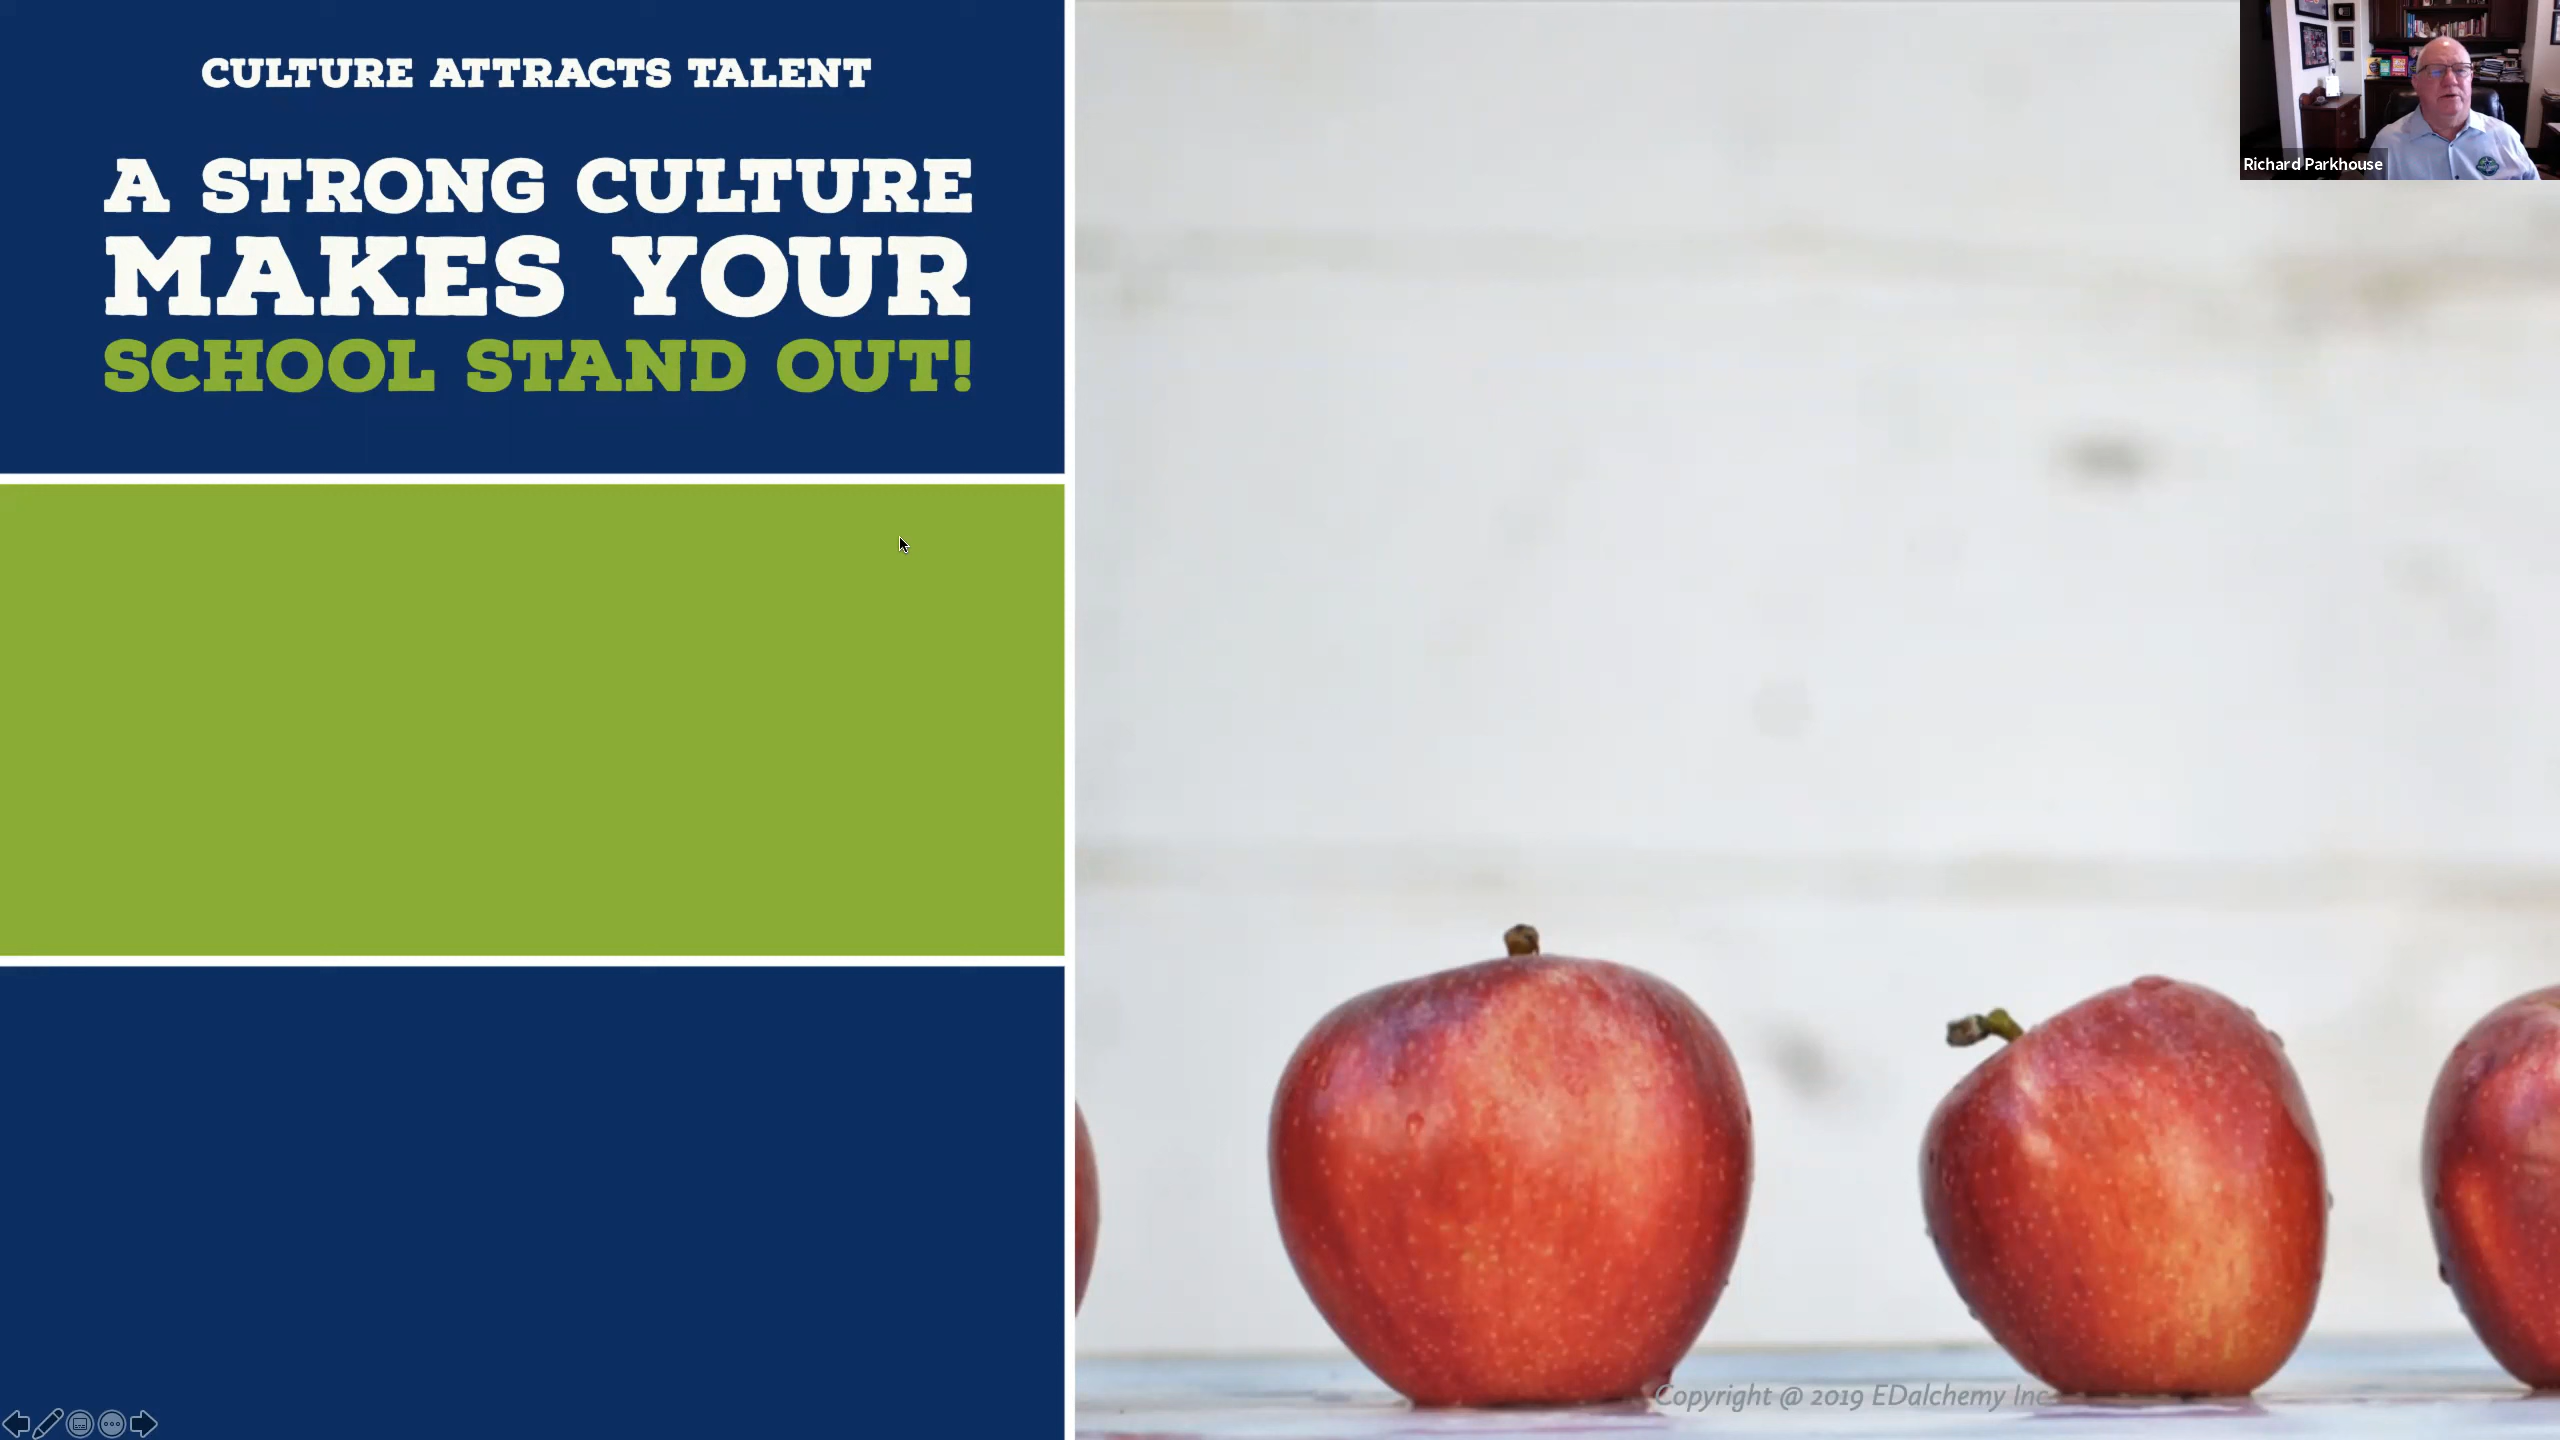 CULTURE ATTRACTS TALENT
A STRONG CULTURE
MAKES YOUR
SCHOOL STAND OUT!
Richard Parkhouse
Copyright @ 2019 EDalchemy Inc